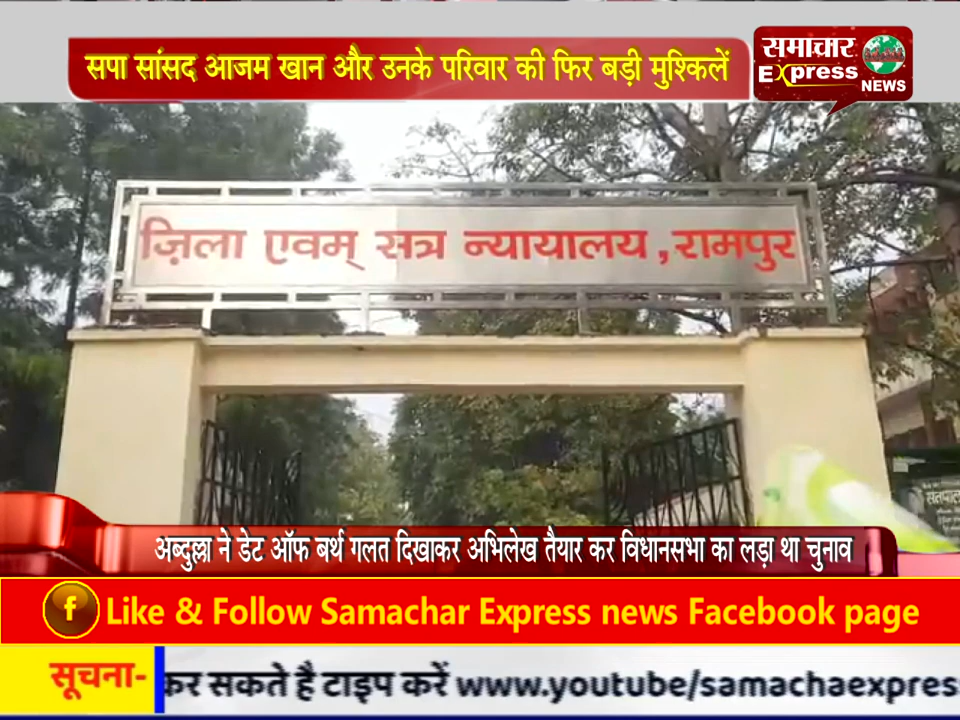 सपा सांसद आजम खान और उनके परिवार की फिर बड़ी मुश्किलें
समाचार
Express
NEWS
ज़िला एवम् सत्र न्यायालय, रामपुर
सतपाल
अब्दुल्ला ने डेट ऑफ बर्थ गलत दिखाकर अभिलेख तैयार कर विधानसभा का लड़ा था चुनाव
f Like & Follow Samachar Express news Facebook page
सूचना- कर सकते है टाइप करें www.youtube/samachaexpres